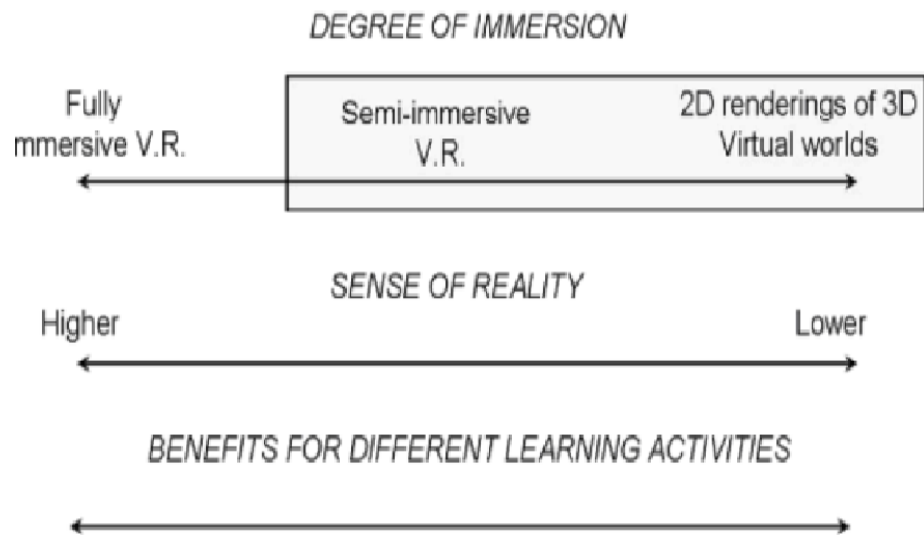 DEGREE OF IMMERSION
Fully
mmersive V.R.
Semi-immersive
V.R.
2D renderings of 3D
Virtual worlds
SENSE OF REALITY
Higher
Lower
BENEFITS FOR DIFFERENT LEARNING ACTIVITIES